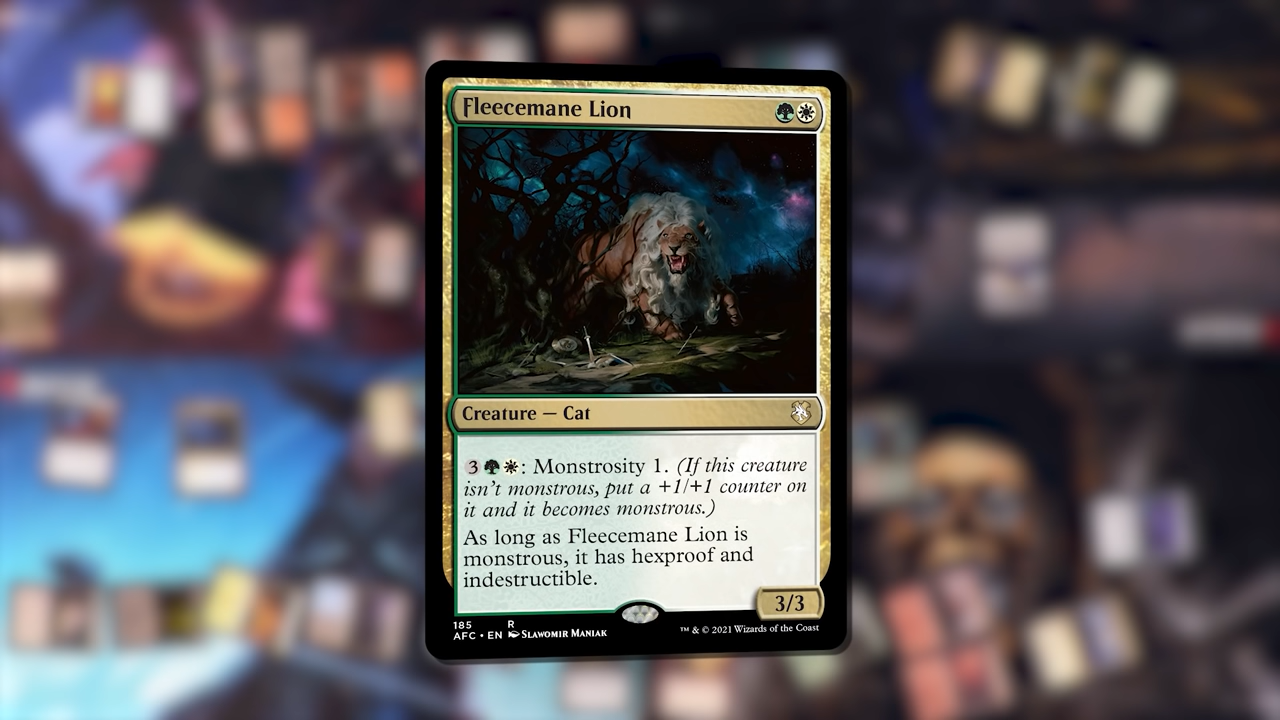 Fleecemane Lion
Creature — Cat
3: Monstrosity 1. (If this creature
isn't monstrous, put a +1/+1 counter on
it and it becomes monstrous.)
As long as Fleecemane Lion is
monstrous, it has hexproof and
indestructible.
3/3
185 R
AFC • EN SLAWOMIR MANIAK
™ & © 2021 Wizards of the Coast